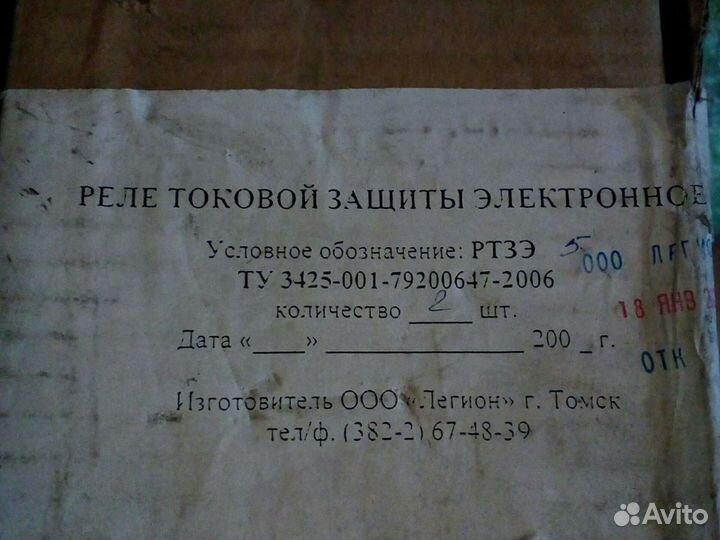 РЕЛЕ ТОКОВОЙ ЗАЩИТЫ ЭЛЕКТРОННОЕ
Условное обозначение: РТЗЭ 5
ТУ 3425-001-79200647-2006
ООО
количество 2 шт.
18 ЯНВ
Дата «____» ________________ 200 _ г.
ОТК
Изготовитель ООО «Легион» г. Томск
тел/ф. (382-2) 67-48-39
Avito